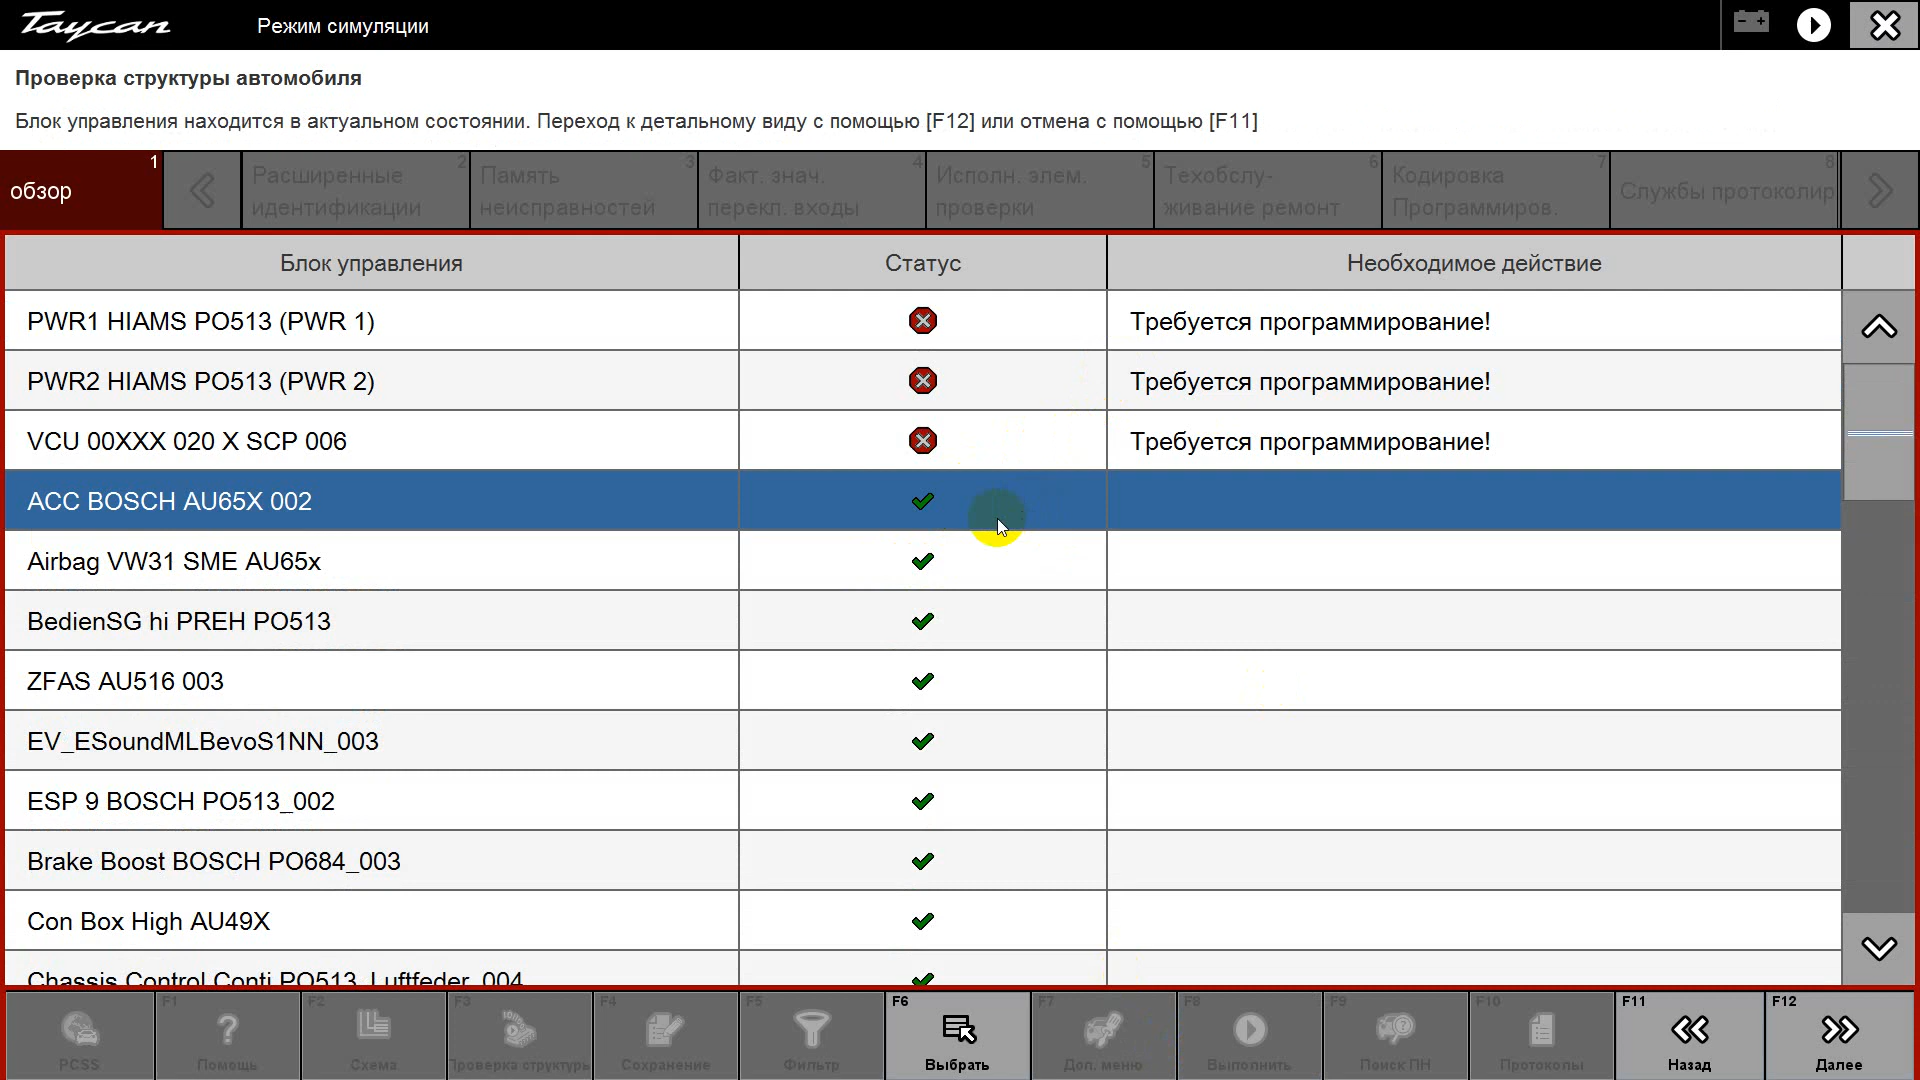 Taycan
Режим симуляции
Проверка структуры автомобиля
Блок управления находится в актуальном состоянии. Переход к детальному виду с помощью [F12] или отмена с помощью [F11]
обзор
1
Расширенные
идентификации
2
Память
неисправностей
3
Факт. знач.
перекл. входы
4
Исполн. элем.
проверки
5
Техобслу-
живание ремонт
6
Кодировка
Программиров.
7
Службы протоколир
8
Блок управления Статус Необходимое действие
PWR1 HIAMS PO513 (PWR 1) Требуется программирование!
PWR2 HIAMS PO513 (PWR 2) Требуется программирование!
VCU 00XXX 020 X SCP 006 Требуется программирование!
ACC BOSCH AU65X 002
Airbag VW31 SME AU65x
BedienSG hi PREH PO513
ZFAS AU516 003
EV_ESoundMLBevoS1NN_003
ESP 9 BOSCH PO513_002
Brake Boost BOSCH PO684_003
Con Box High AU49X
Chassis Control Conti PO513_Luftfeder_004
PCSS
F1
Помощь
F2
Схема
F3
Проверка структуры
F4
Сохранение
F5
Фильтр
F6
Выбрать
F7
Доп. меню
F8
Выполнить
F9
Поиск ПН
F10
Протоколы
F11
Назад
F12
Далее